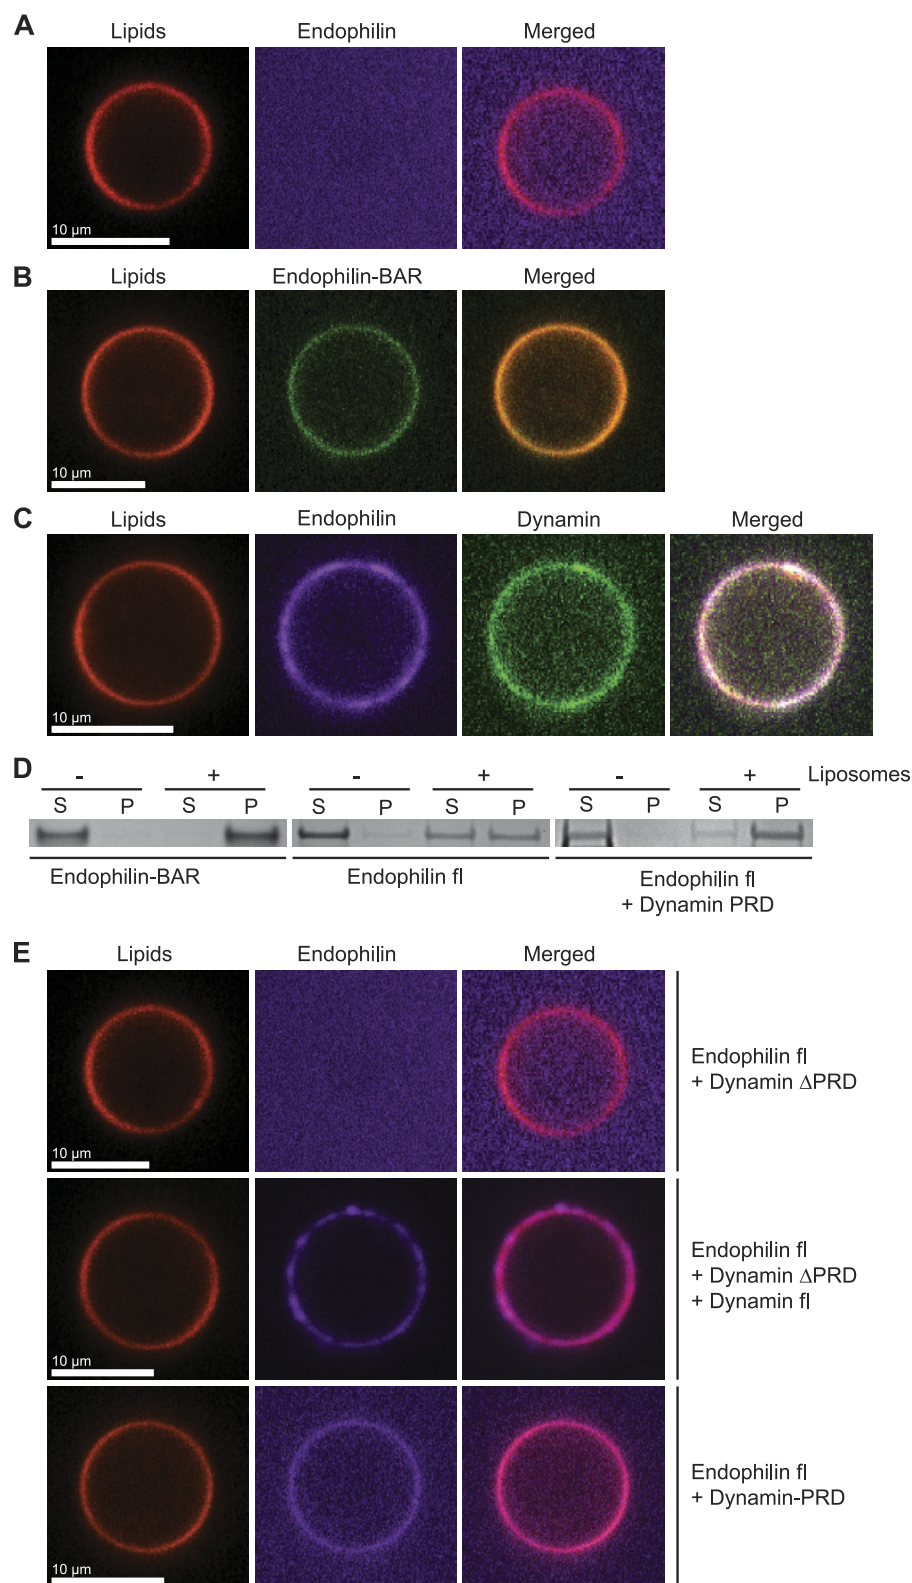 A
Lipids Endophilin Merged
10 µm
B
Lipids Endophilin-BAR Merged
10 µm
C
Lipids Endophilin Dynamin Merged
10 µm
D
- + - + - + Liposomes
S P S P S P S P S P S P
Endophilin-BAR Endophilin fl Endophilin fl
+ Dynamin PRD
E
Lipids Endophilin Merged
10 µm
Endophilin fl
+ Dynamin ΔPRD
10 µm
Endophilin fl
+ Dynamin ΔPRD
+ Dynamin fl
10 µm
Endophilin fl
+ Dynamin-PRD